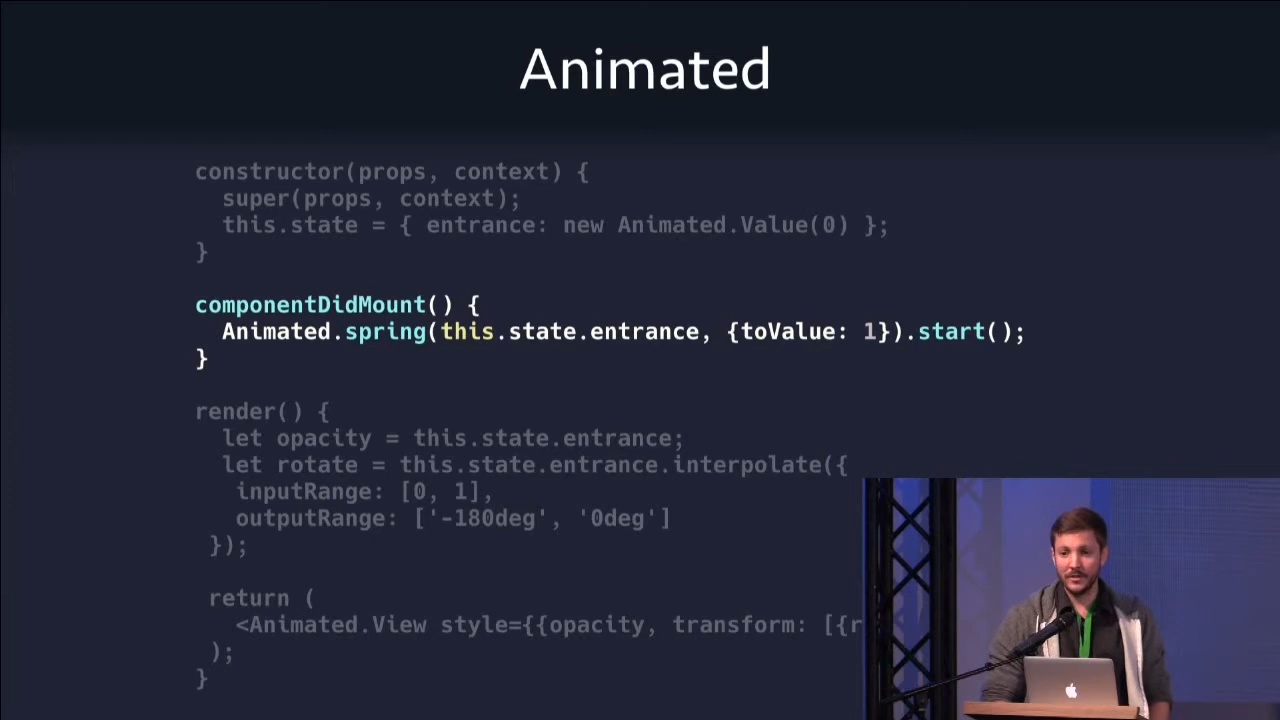 Animated
constructor(props, context) {
super(props, context);
this.state = { entrance: new Animated.Value(0) };
}
componentDidMount() {
Animated.spring(this.state.entrance, {toValue: 1}).start();
}
render() {
let opacity = this.state.entrance;
let rotate = this.state.entrance.interpolate({
inputRange: [0, 1],
outputRange: ['-180deg', '0deg']
});
return (
<Animated.View style={{opacity, transform: [{r
);
}